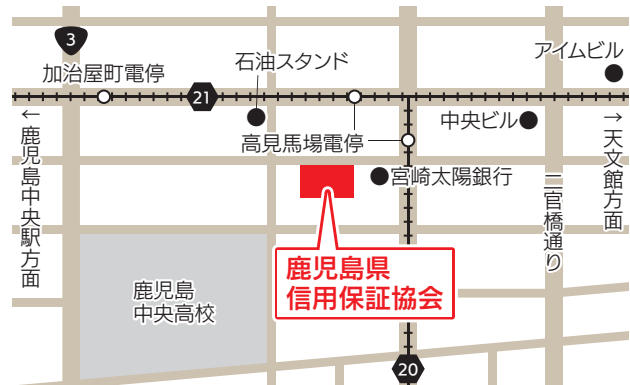 3
加治屋町電停
石油スタンド
アイムビル
21
中央ビル
高見馬場電停
←鹿児島中央駅方面
→天文館方面
宮崎太陽銀行
二官橋通り
鹿児島県
信用保証協会
鹿児島
中央高校
20